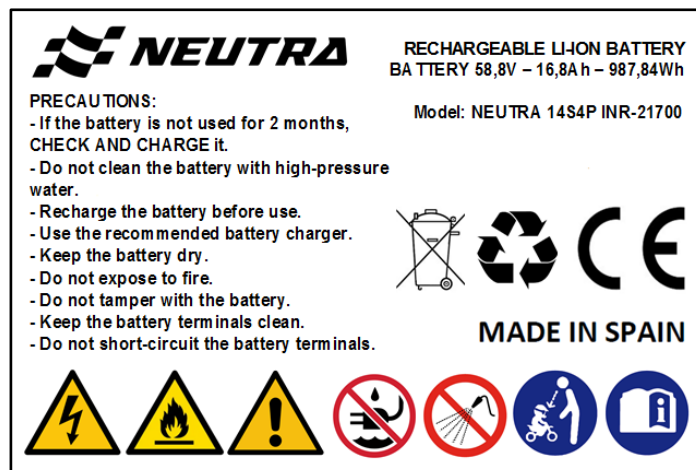 NEUTRA
RECHARGEABLE LI-ION BATTERY
BATTERY 58,8V – 16,8Ah – 987,84Wh
Model: NEUTRA 14S4P INR-21700
PRECAUTIONS:
- If the battery is not used for 2 months,
CHECK AND CHARGE it.
- Do not clean the battery with high-pressure
water.
- Recharge the battery before use.
- Use the recommended battery charger.
- Keep the battery dry.
- Do not expose to fire.
- Do not tamper with the battery.
- Keep the battery terminals clean.
- Do not short-circuit the battery terminals.
CE
MADE IN SPAIN
i